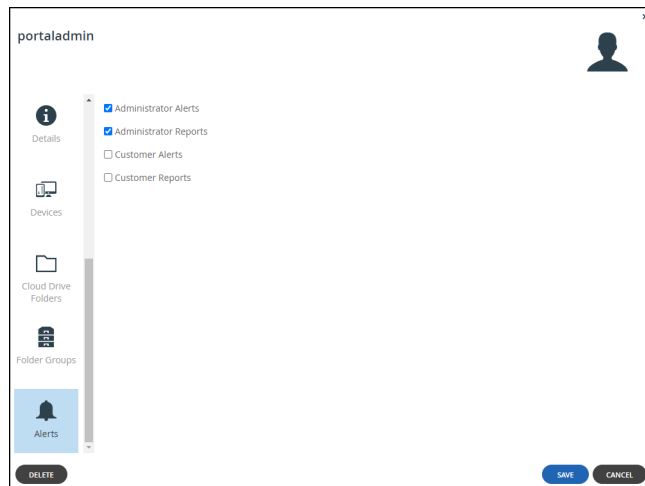 portaladmin
Details
Devices
Cloud Drive
Folders
Folder Groups
Alerts
Administrator Alerts
Administrator Reports
Customer Alerts
Customer Reports
DELETE
SAVE
CANCEL